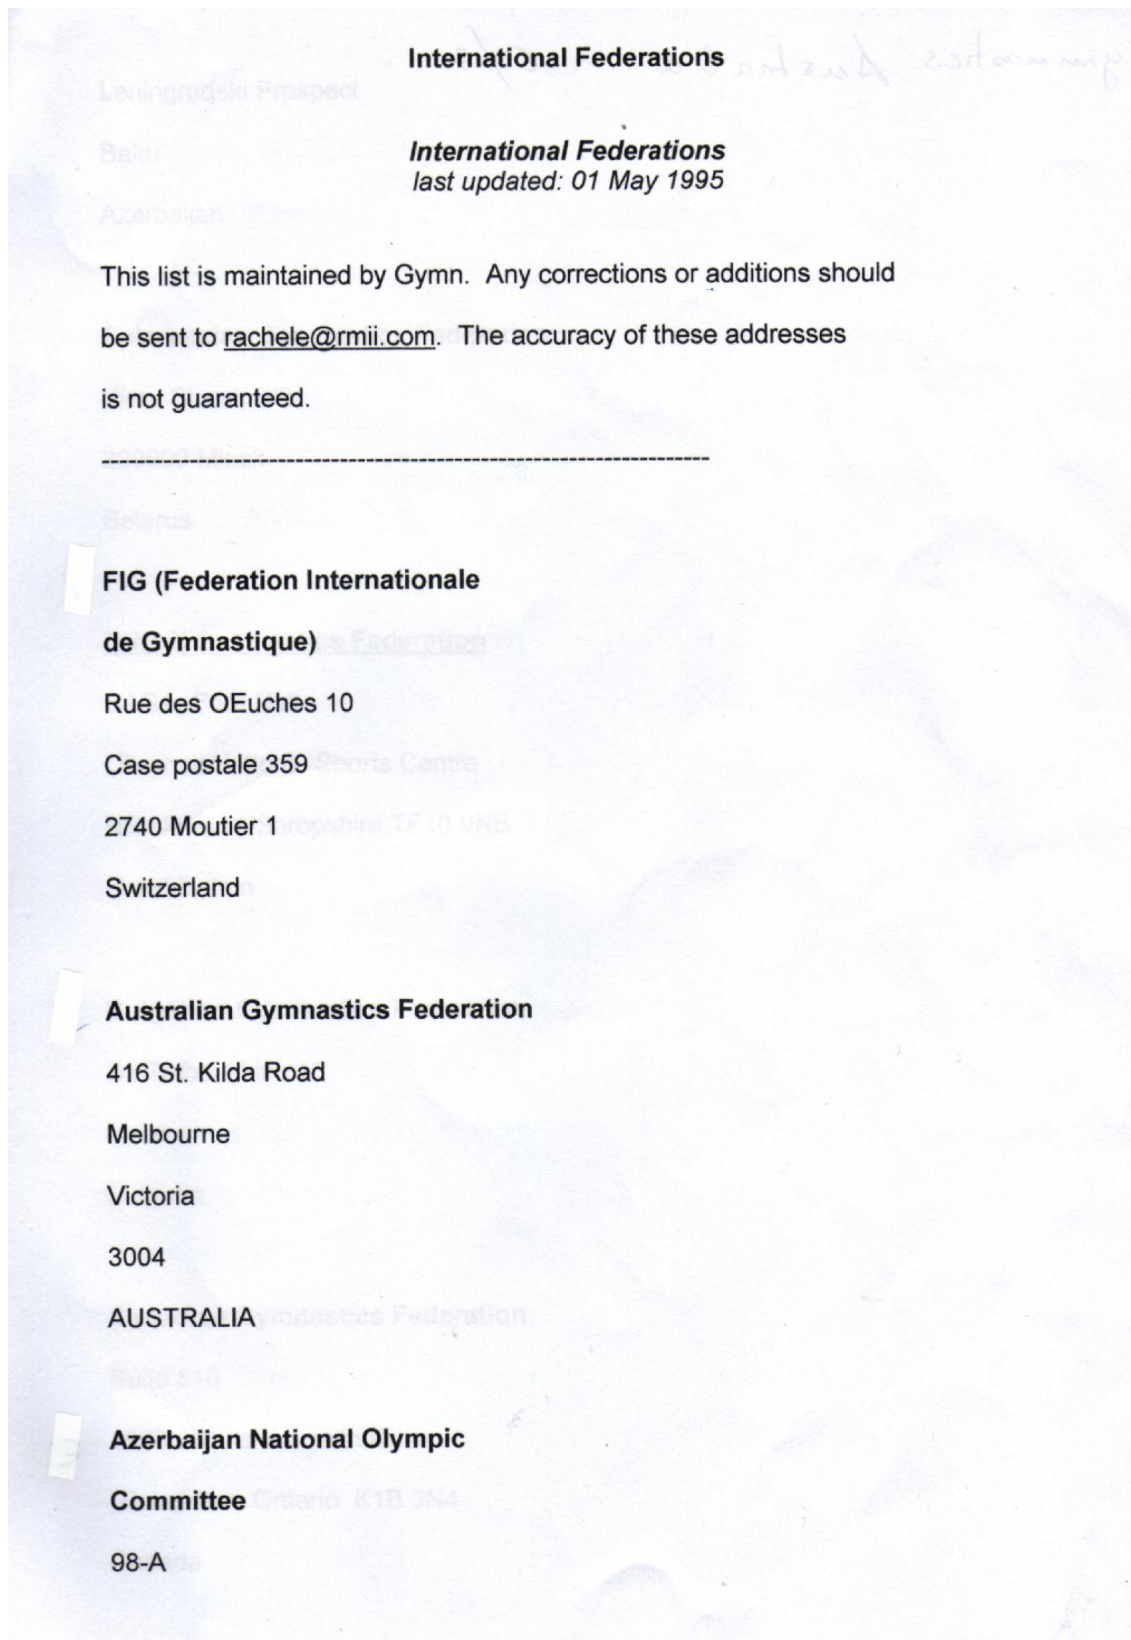 International Federations
International Federations
last updated: 01 May 1995
This list is maintained by Gymn. Any corrections or additions should
be sent to rachele@rmii.com. The accuracy of these addresses
is not guaranteed.
--------------------------------------------------------------------------------
FIG (Federation Internationale
de Gymnastique)
Rue des OEuches 10
Case postale 359
2740 Moutier 1
Switzerland
Australian Gymnastics Federation
416 St. Kilda Road
Melbourne
Victoria
3004
AUSTRALIA
Azerbaijan National Olympic
Committee
98-A